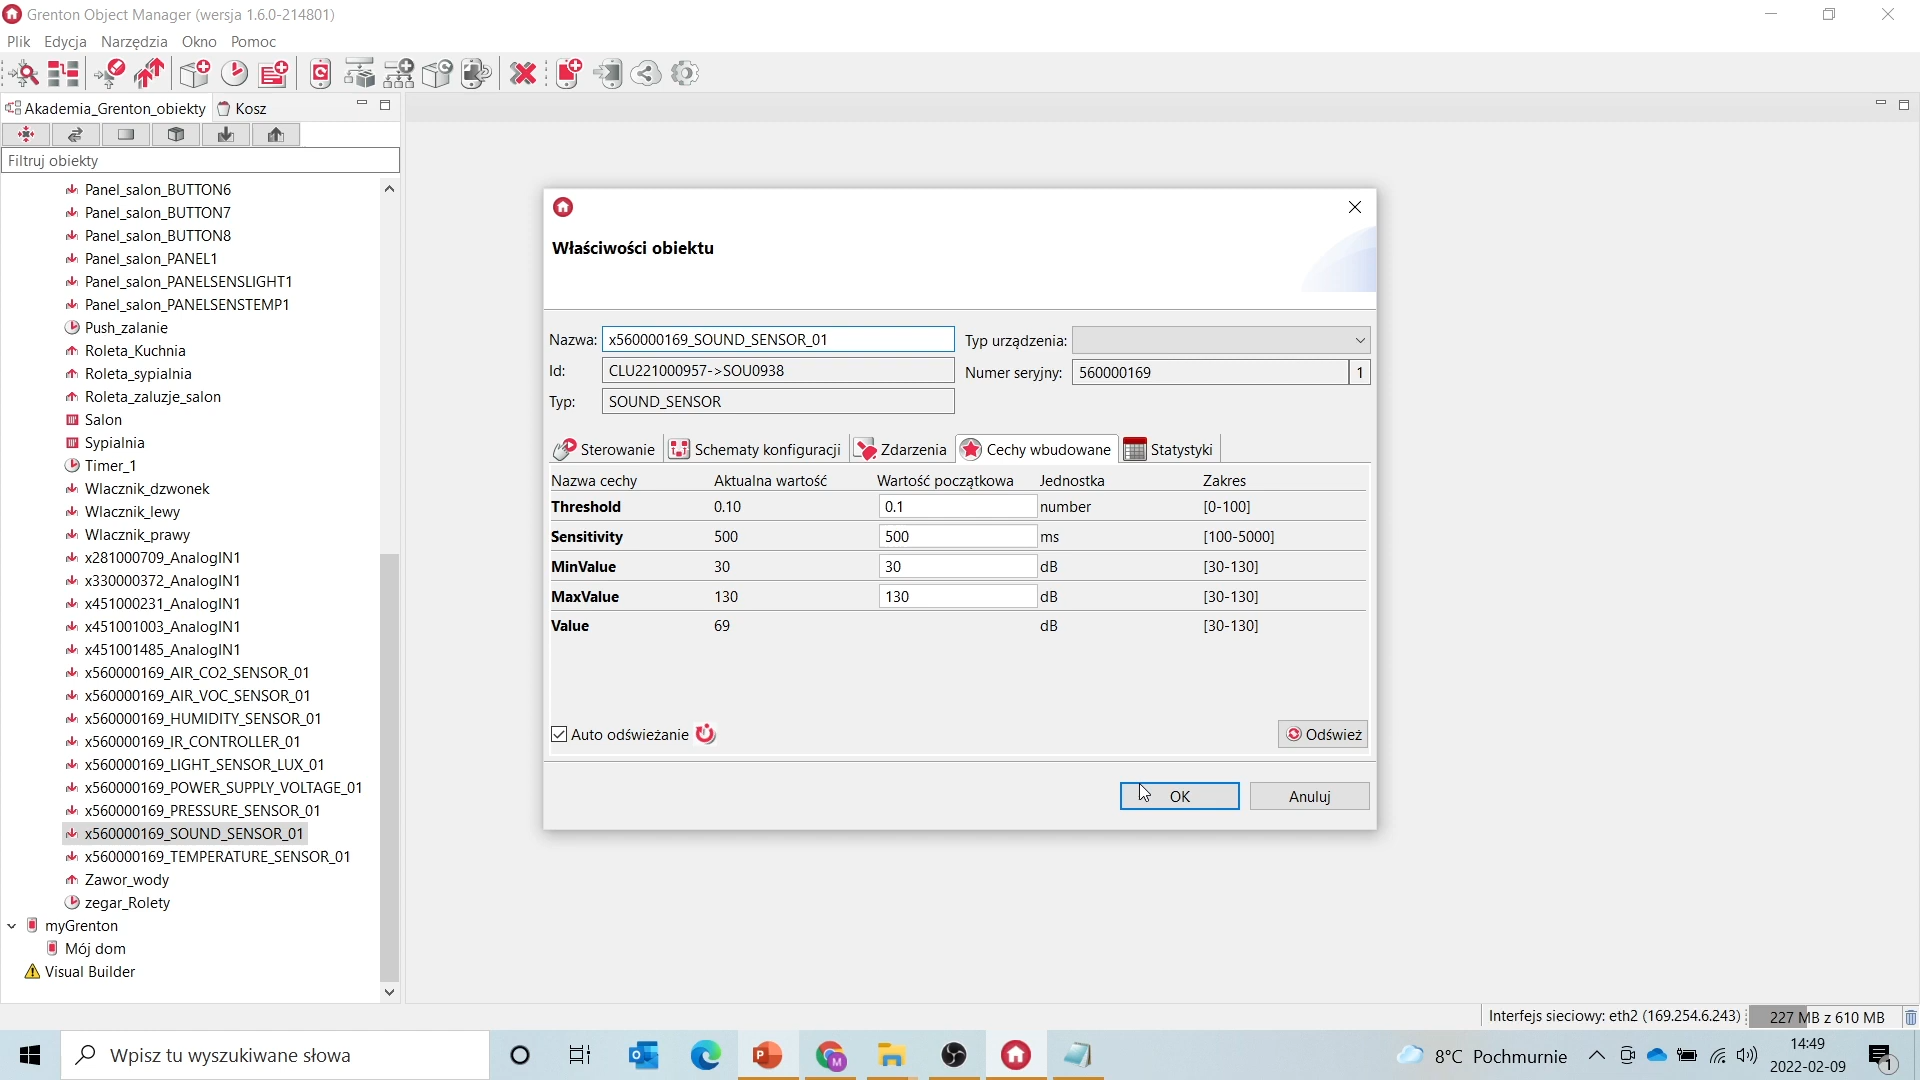 Grenton Object Manager (wersja 1.6.0-214801)
Plik Edycja Narzędzia Okno Pomoc
Akademia_Grenton_obiekty Kosz
Filtruj obiekty
Panel_salon_BUTTON6
Panel_salon_BUTTON7
Panel_salon_BUTTON8
Panel_salon_PANEL1
Panel_salon_PANELSENSLIGHT1
Panel_salon_PANELSENSTEMP1
Push_zalanie
Roleta_Kuchnia
Roleta_sypialnia
Roleta_zaluzje_salon
Salon
Sypialnia
Timer_1
Wlacznik_dzwonek
Wlacznik_lewy
Wlacznik_prawy
x281000709_AnalogIN1
x330000372_AnalogIN1
x451000231_AnalogIN1
x451001003_AnalogIN1
x451001485_AnalogIN1
x560000169_AIR_CO2_SENSOR_01
x560000169_AIR_VOC_SENSOR_01
x560000169_HUMIDITY_SENSOR_01
x560000169_IR_CONTROLLER_01
x560000169_LIGHT_SENSOR_LUX_01
x560000169_POWER_SUPPLY_VOLTAGE_01
x560000169_PRESSURE_SENSOR_01
x560000169_SOUND_SENSOR_01
x560000169_TEMPERATURE_SENSOR_01
Zawor_wody
zegar_Rolety
myGrenton
Mój dom
Visual Builder
Właściwości obiektu
Nazwa: x560000169_SOUND_SENSOR_01 Typ urządzenia:
Id: CLU221000957->SOU0938 Numer seryjny: 560000169 1
Typ: SOUND_SENSOR
Sterowanie Schematy konfiguracji Zdarzenia Cechy wbudowane Statystyki
Nazwa cechy Aktualna wartość Wartość początkowa Jednostka Zakres
Threshold 0.10 0.1 number [0-100]
Sensitivity 500 500 ms [100-5000]
MinValue 30 30 dB [30-130]
MaxValue 130 130 dB [30-130]
Value 69 dB [30-130]
Auto odświeżanie Odśwież
OK Anuluj
Interfejs sieciowy: eth2 (169.254.6.243) 227 MB z 610 MB
Wpisz tu wyszukiwane słowa
8°C Pochmurnie
14:49
2022-02-09
1